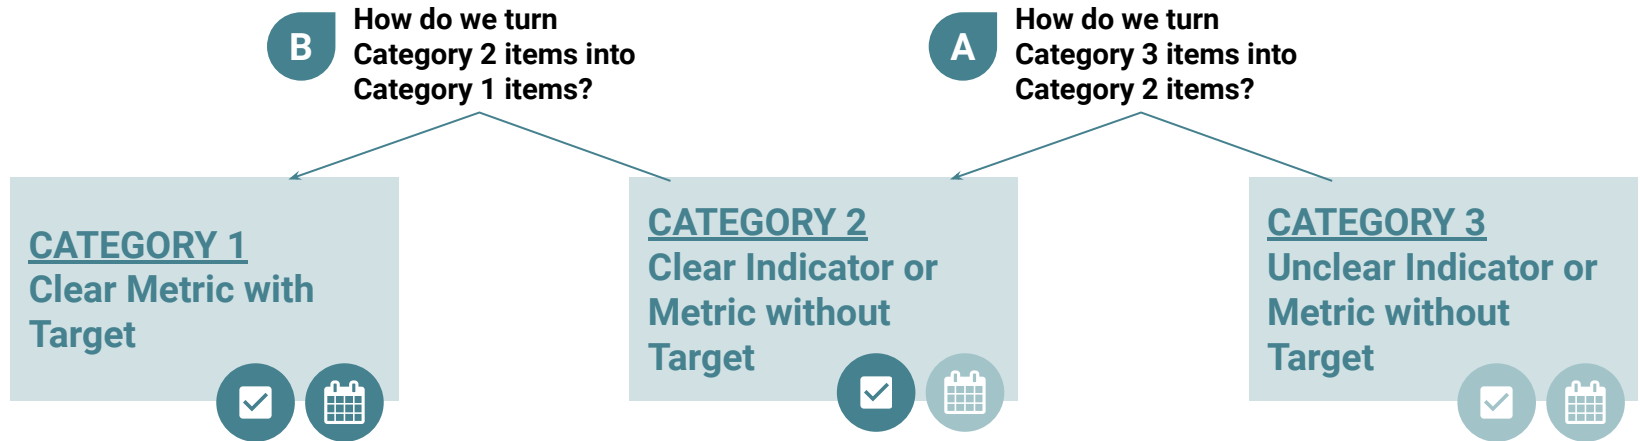 B
How do we turn
Category 2 items into
Category 1 items?
A
How do we turn
Category 3 items into
Category 2 items?
CATEGORY 1
Clear Metric with
Target
CATEGORY 2
Clear Indicator or
Metric without
Target
CATEGORY 3
Unclear Indicator or
Metric without
Target